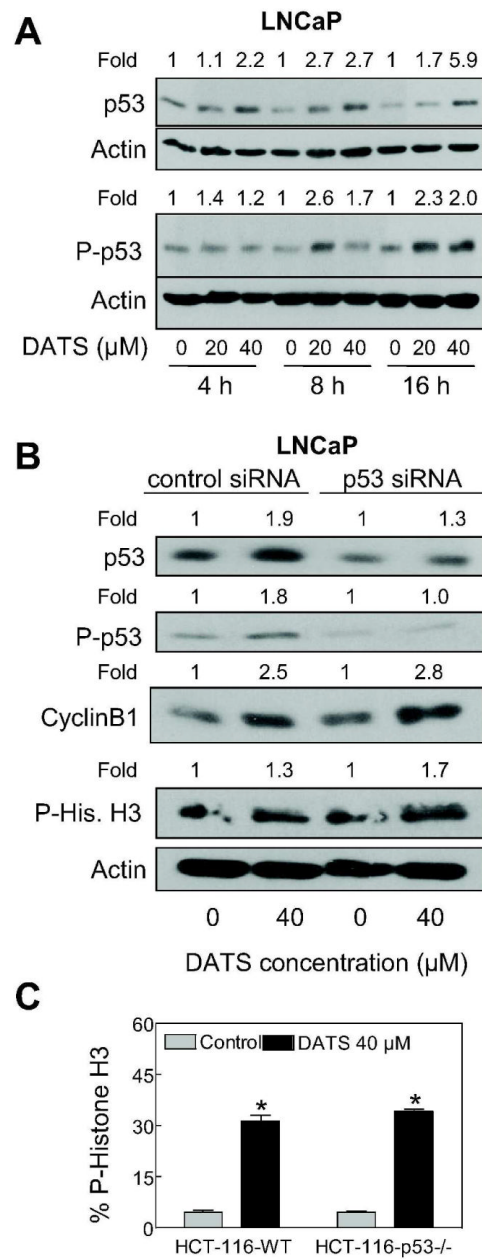 A
LNCaP
Fold 1 1.1 2.2 1 2.7 2.7 1 1.7 5.9
p53
Actin
Fold 1 1.4 1.2 1 2.6 1.7 1 2.3 2.0
P-p53
Actin
DATS (µM) 0 20 40 0 20 40 0 20 40
4 h 8 h 16 h
B
LNCaP
control siRNA p53 siRNA
Fold 1 1.9 1 1.3
p53
Fold 1 1.8 1 1.0
P-p53
Fold 1 2.5 1 2.8
CyclinB1
Fold 1 1.3 1 1.7
P-His. H3
Actin
0 40 0 40
DATS concentration (µM)
C
% P-Histone H3
60
45
30
15
0
Control DATS 40 µM
* *
HCT-116-WT HCT-116-p53-/-